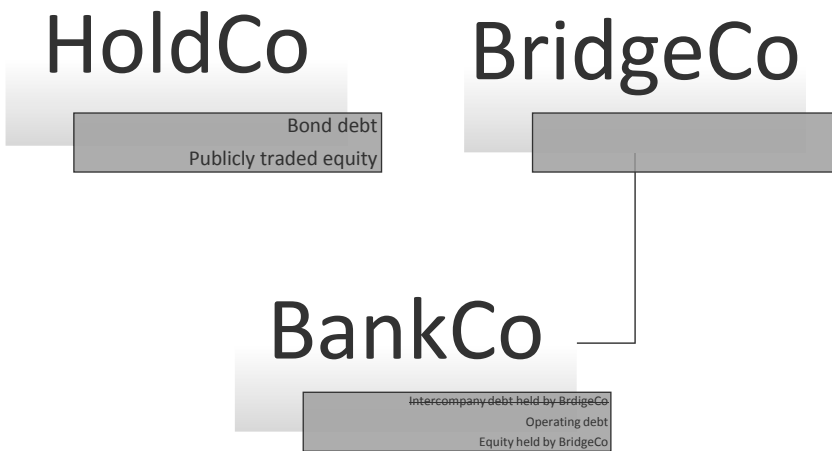 HoldCo
Bond debt
Publicly traded equity
BridgeCo
BankCo
Intercompany debt held by BrdigeCo
Operating debt
Equity held by BridgeCo